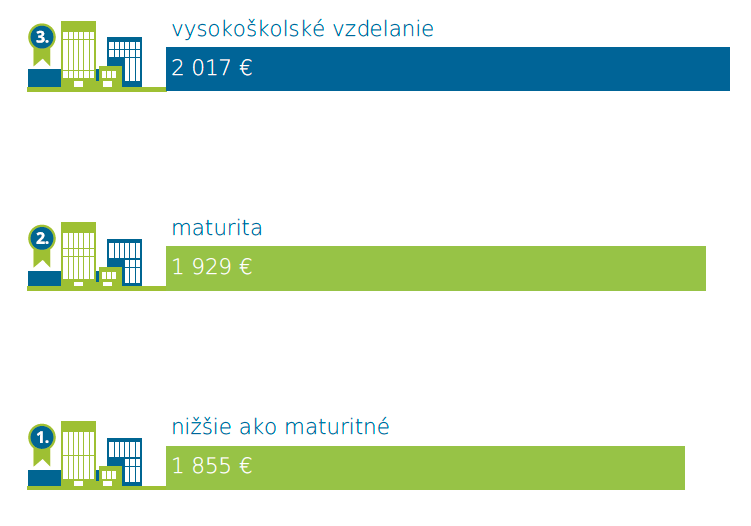 3.
vysokoškolské vzdelanie
2 017 €
2.
maturita
1 929 €
1.
nižšie ako maturitné
1 855 €